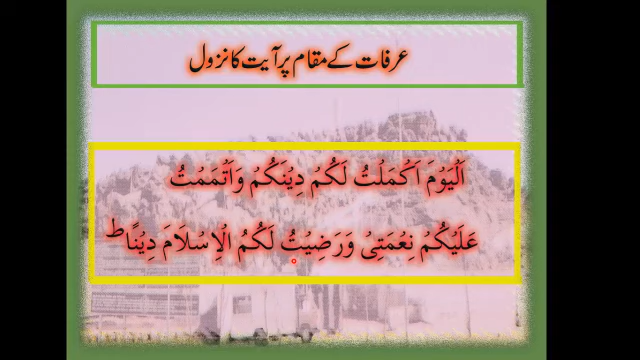 عرفات کے مقام پر آیت کا نزول
اَلْیَوْمَ اَکْمَلْتُ لَکُمْ دِیْنَکُمْ وَاَتْمَمْتُ
عَلَیْکُمْ نِعْمَتِیْ وَرَضِیْتُ لَکُمُ الْاِسْلَامَ دِیْنًا ط